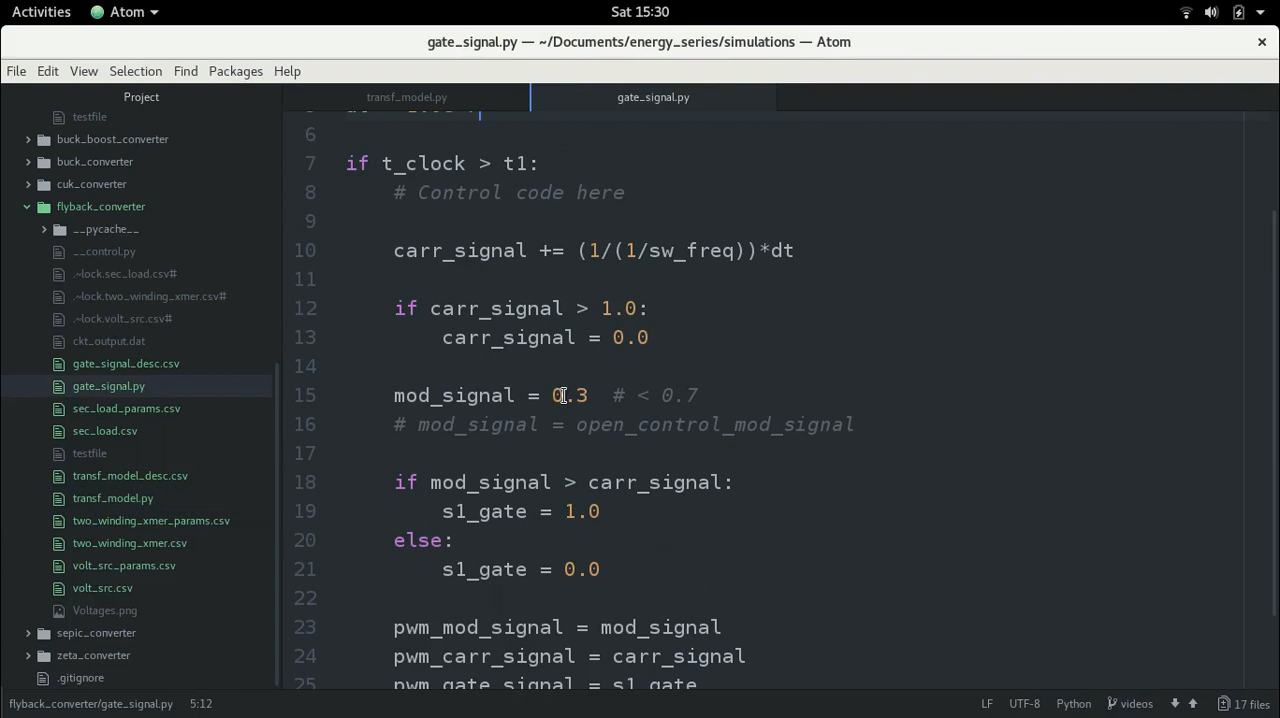 Activities Atom Sat 15:30
gate_signal.py — ~/Documents/energy_series/simulations — Atom
File Edit View Selection Find Packages Help
Project
transf_model.py gate_signal.py
testfile
buck_boost_converter
buck_converter
cuk_converter
flyback_converter
__pycache__
__control.py
.~lock.sec_load.csv#
.~lock.two_winding_xmer.csv#
.~lock.volt_src.csv#
ckt_output.dat
gate_signal_desc.csv
gate_signal.py
sec_load_params.csv
sec_load.csv
testfile
transf_model_desc.csv
transf_model.py
two_winding_xmer_params.csv
two_winding_xmer.csv
volt_src_params.csv
volt_src.csv
Voltages.png
sepic_converter
zeta_converter
.gitignore
6
7 if t_clock > t1:
8 # Control code here
9
10 carr_signal += (1/(1/sw_freq))*dt
11
12 if carr_signal > 1.0:
13 carr_signal = 0.0
14
15 mod_signal = 0.3 # < 0.7
16 # mod_signal = open_control_mod_signal
17
18 if mod_signal > carr_signal:
19 s1_gate = 1.0
20 else:
21 s1_gate = 0.0
22
23 pwm_mod_signal = mod_signal
24 pwm_carr_signal = carr_signal
25 pwm_gate_signal = s1_gate
flyback_converter/gate_signal.py 5:12 LF UTF-8 Python videos 17 files